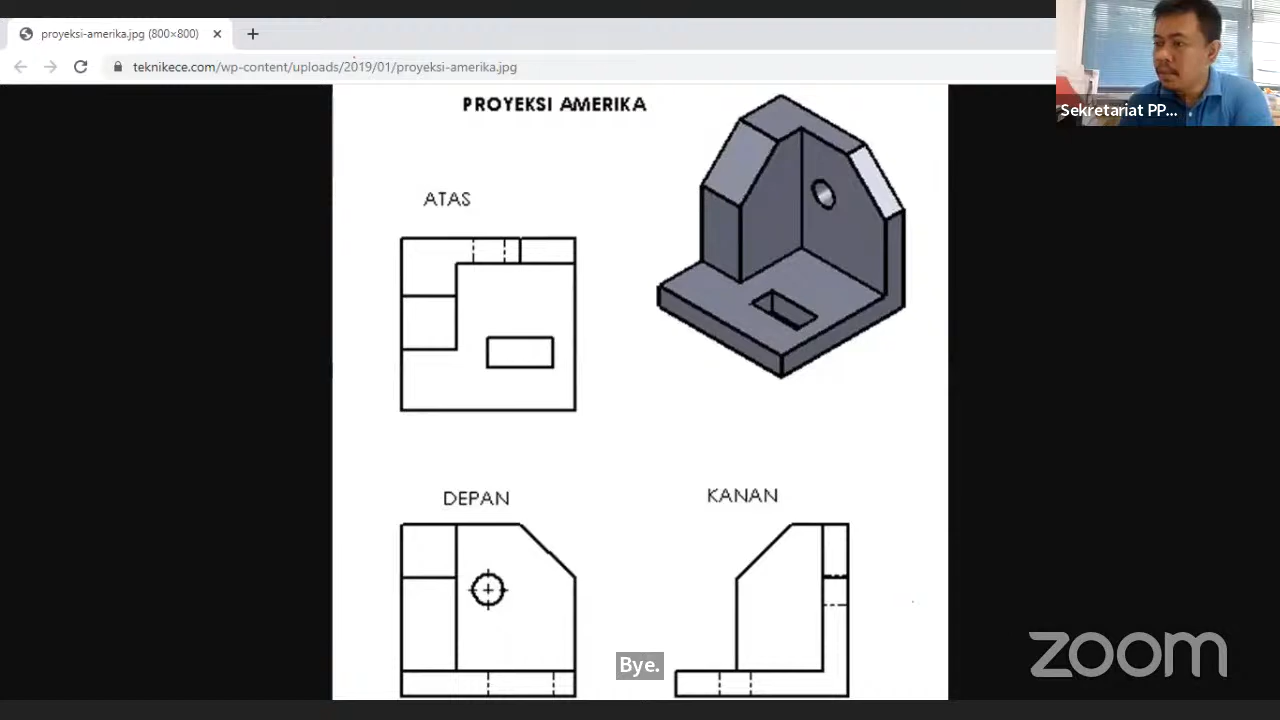 proyeksi-amerika.jpg (800×800)
teknikece.com/wp-content/uploads/2019/01/proyeksi-amerika.jpg
Sekretariat PP...
PROYEKSI AMERIKA
ATAS
DEPAN
KANAN
Bye.
zoom